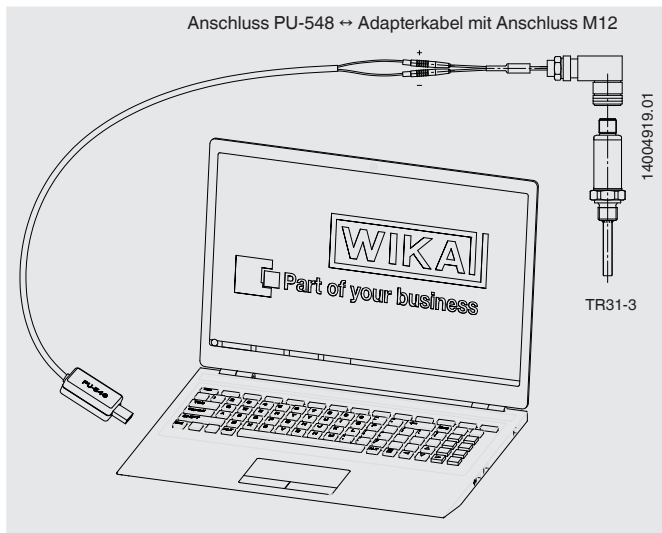 Anschluss PU-548 ↔ Adapterkabel mit Anschluss M12
+
−
14004919.01
WIKA
Part of your business
TR31-3
PU-548